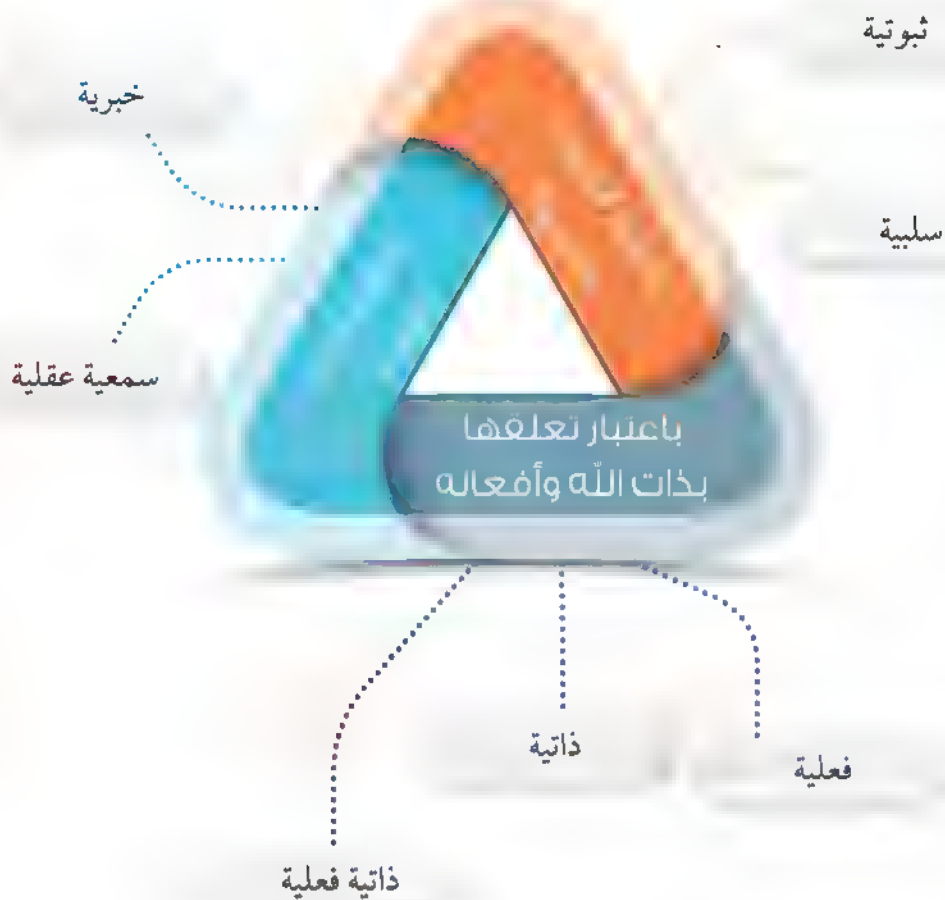 ثبوتية
خبرية
سلبية
سمعية عقلية
باعتبار تعلقها
بذات الله وأفعاله
ذاتية
فعلية
ذاتية فعلية